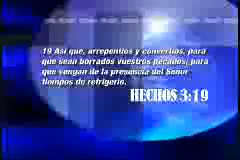 19 Así que, arrepentíos y convertíos, para
que sean borrados vuestros pecados; para
que vengan de la presencia del Señor
tiempos de refrigerio.
HECHOS 3:19